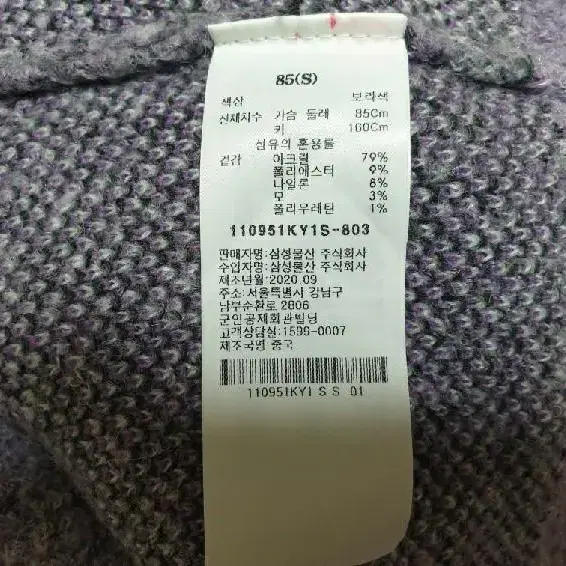 85(S)
색상 보라색
신체치수 가슴 둘레 85Cm
키 160Cm
섬유의 혼용률
겉감 아크릴 79%
폴리에스터 9%
나일론 8%
모 3%
폴리우레탄 1%
110951KY1S-803
판매자명:삼성물산 주식회사
수입자명:삼성물산 주식회사
제조년월:2020.09
주소:서울특별시 강남구
남부순환로 2806
군인공제회관빌딩
고객상담실:1599-0007
제조국명:중국
110951KY1 S S 01